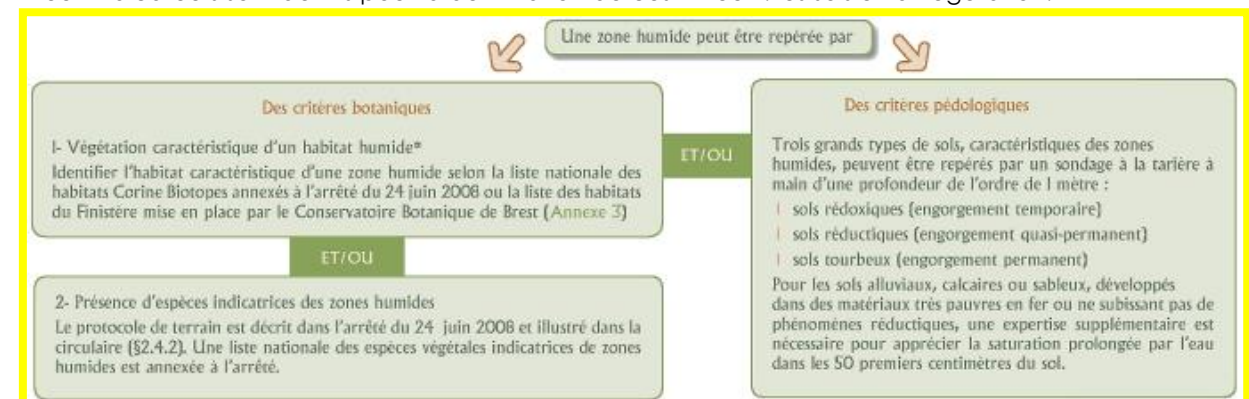 Une zone humide peut être repérée par
Des critères botaniques
1- Végétation caractéristique d'un habitat humide*
Identifier l'habitat caractéristique d'une zone humide selon la liste nationale des
habitats Corine Biotopes annexés à l'arrêté du 24 juin 2008 ou la liste des habitats
du Finistère mise en place par le Conservatoire Botanique de Brest (Annexe 3)
ET/OU
2- Présence d'espèces indicatrices des zones humides
Le protocole de terrain est décrit dans l'arrêté du 24 juin 2008 et illustré dans la
circulaire (§2.4.2). Une liste nationale des espèces végétales indicatrices de zones
humides est annexée à l'arrêté.
ET/OU
Des critères pédologiques
Trois grands types de sols, caractéristiques des zones
humides, peuvent être repérés par un sondage à la tarière à
main d'une profondeur de l'ordre de 1 mètre :
| sols rédoxiques (engorgement temporaire)
| sols réductiques (engorgement quasi-permanent)
| sols tourbeux (engorgement permanent)
Pour les sols alluviaux, calcaires ou sableux, développés
dans des matériaux très pauvres en fer ou ne subissant pas de
phénomènes réductiques, une expertise supplémentaire est
nécessaire pour apprécier la saturation prolongée par l'eau
dans les 50 premiers centimètres du sol.